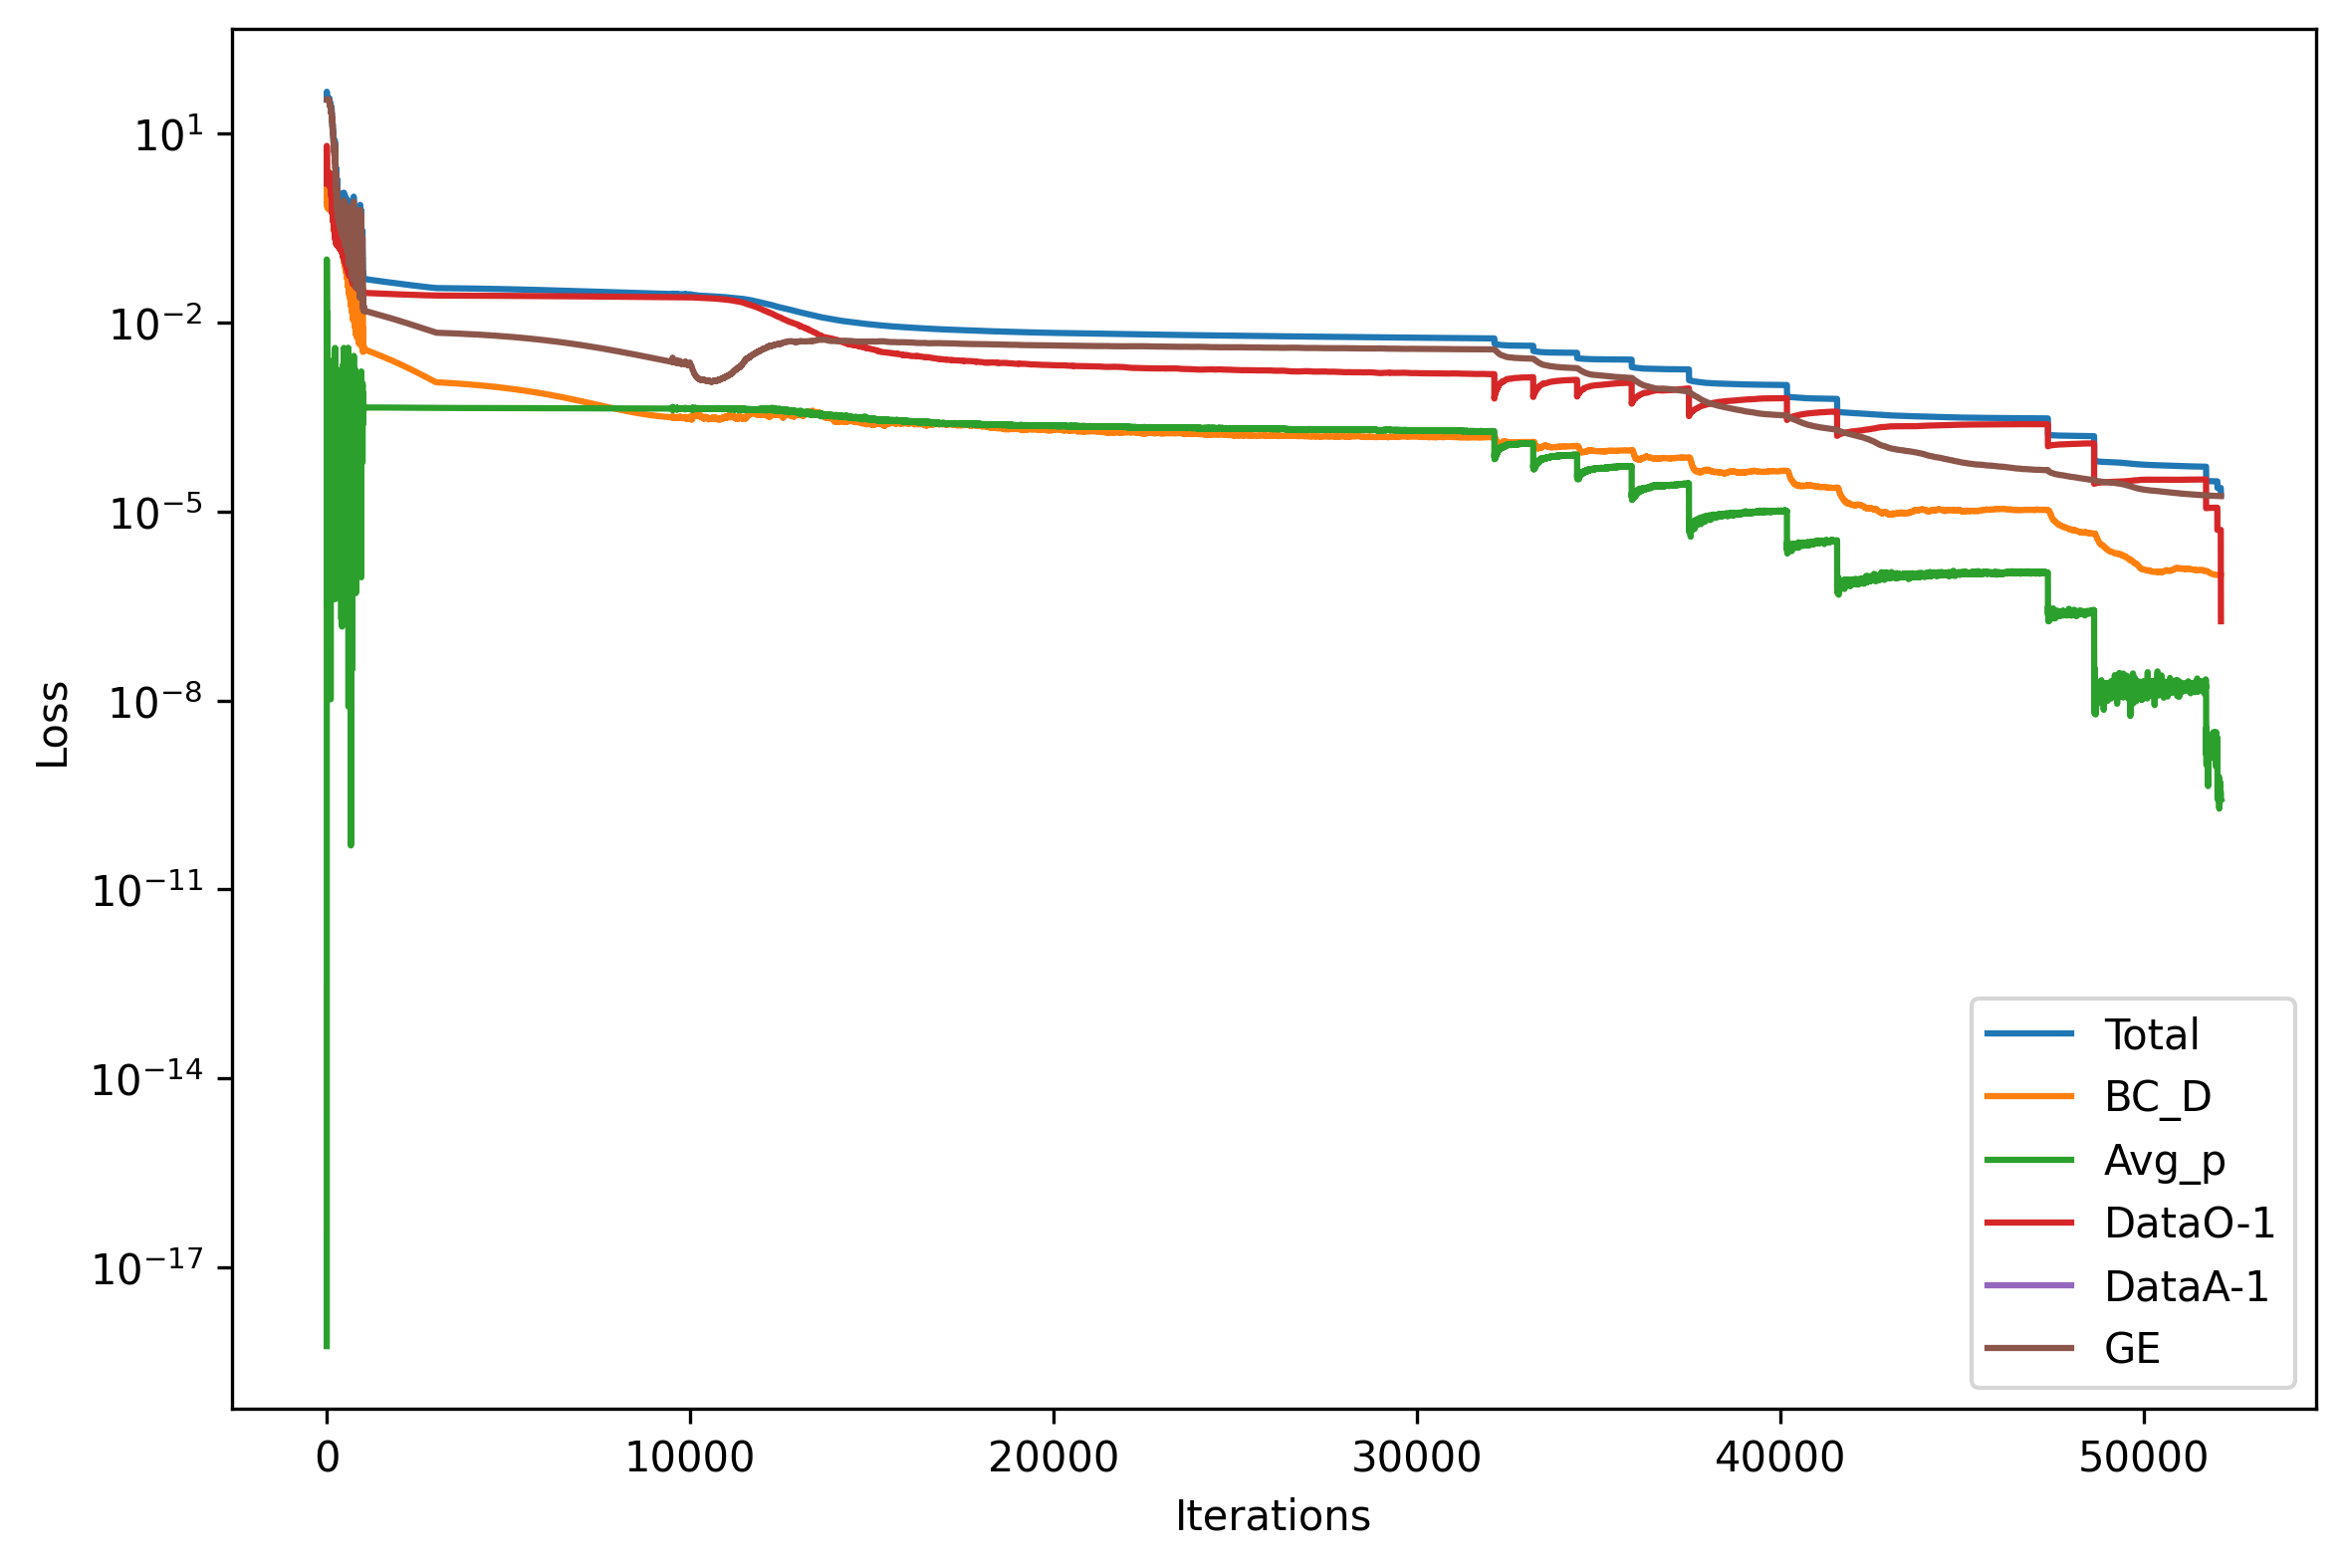 Loss
10^1
10^-2
10^-5
10^-8
10^-11
10^-14
10^-17
Total
BC_D
Avg_p
DataO-1
DataA-1
GE
0 10000 20000 30000 40000 50000
Iterations